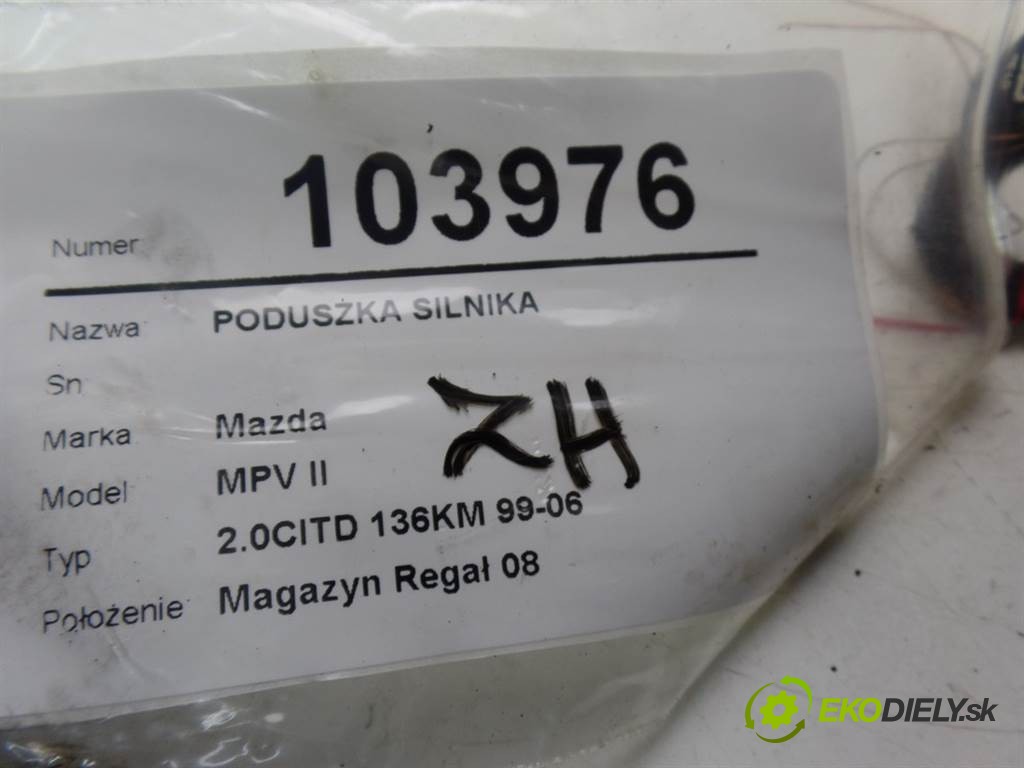 Numer 103976
Nazwa PODUSZKA SILNIKA
Sn
Marka Mazda
Model MPV II
Typ 2.0CITD 136KM 99-06
Położenie Magazyn Regał 08
ZH
EKODIELY.sk